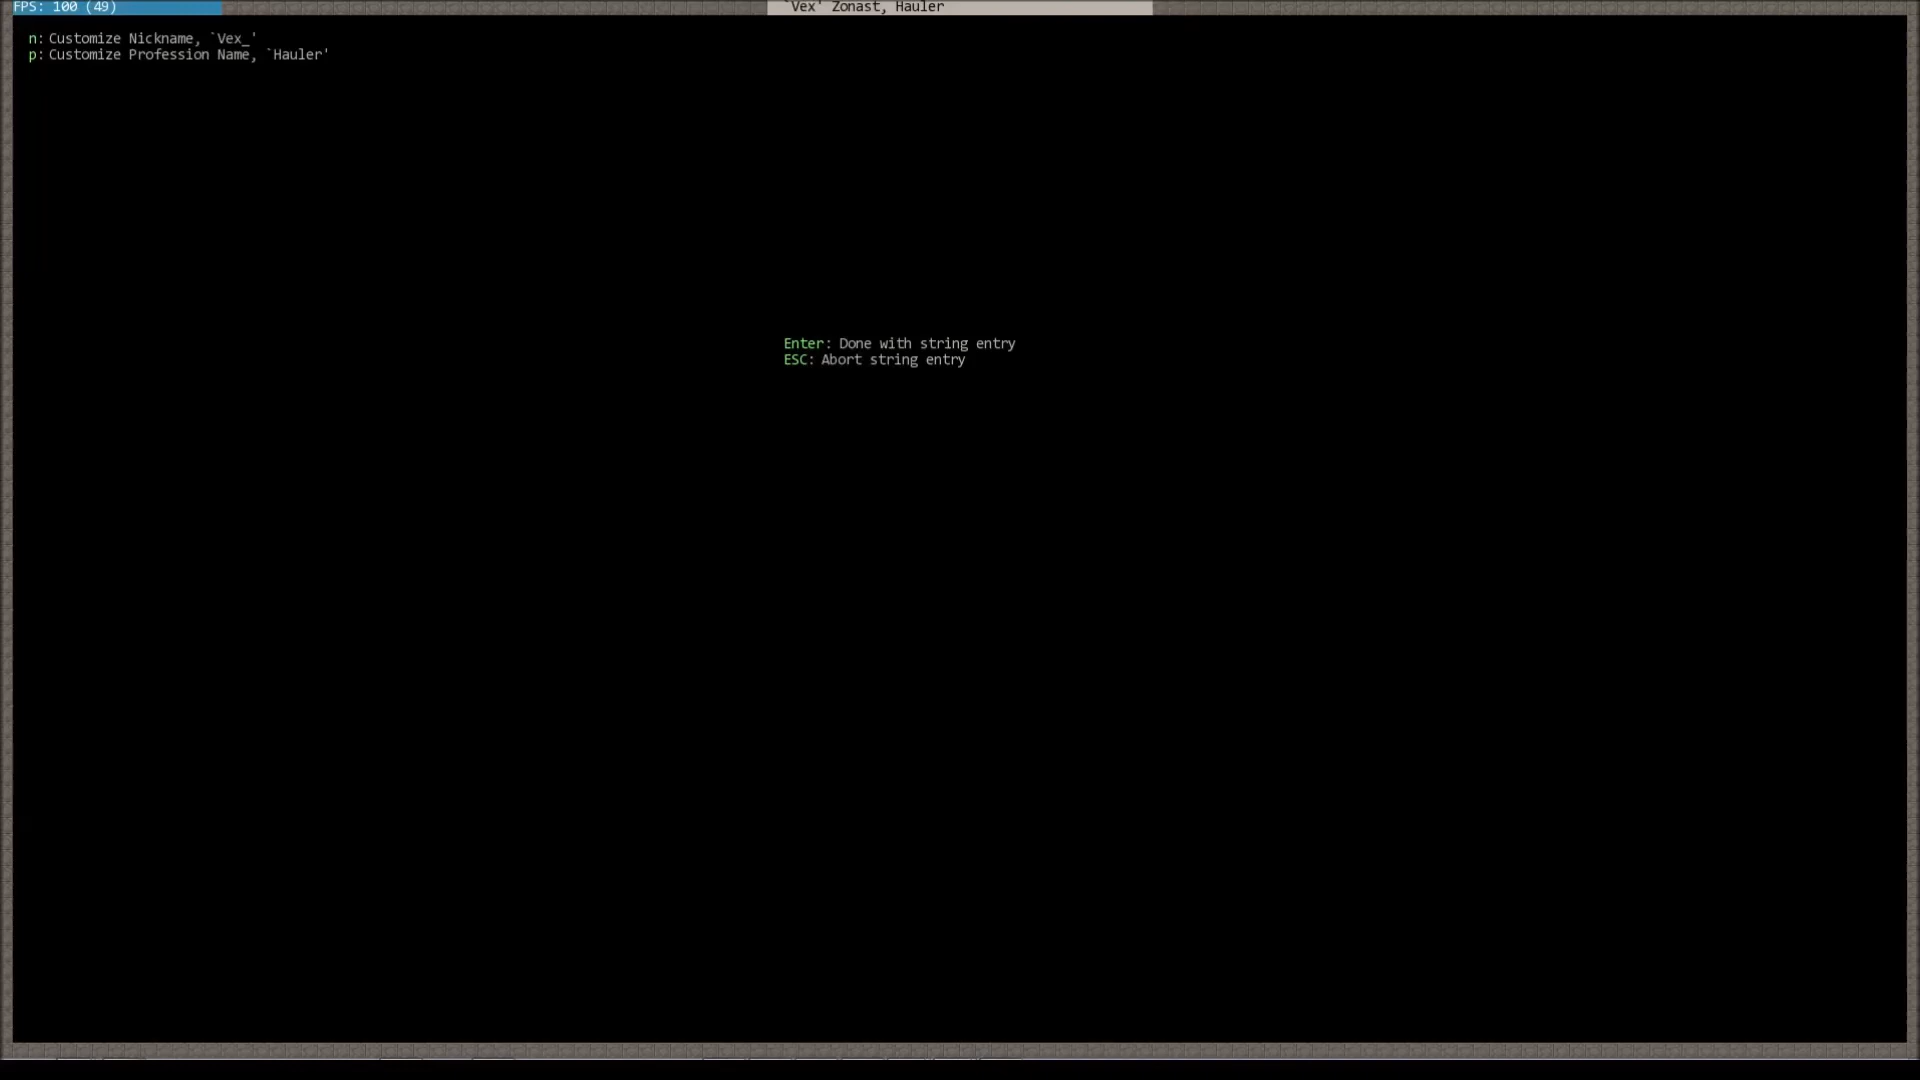 FPS: 100 (49)
`Vex' Zonast, Hauler
n: Customize Nickname, `Vex_'
p: Customize Profession Name, `Hauler'
Enter: Done with string entry
ESC: Abort string entry